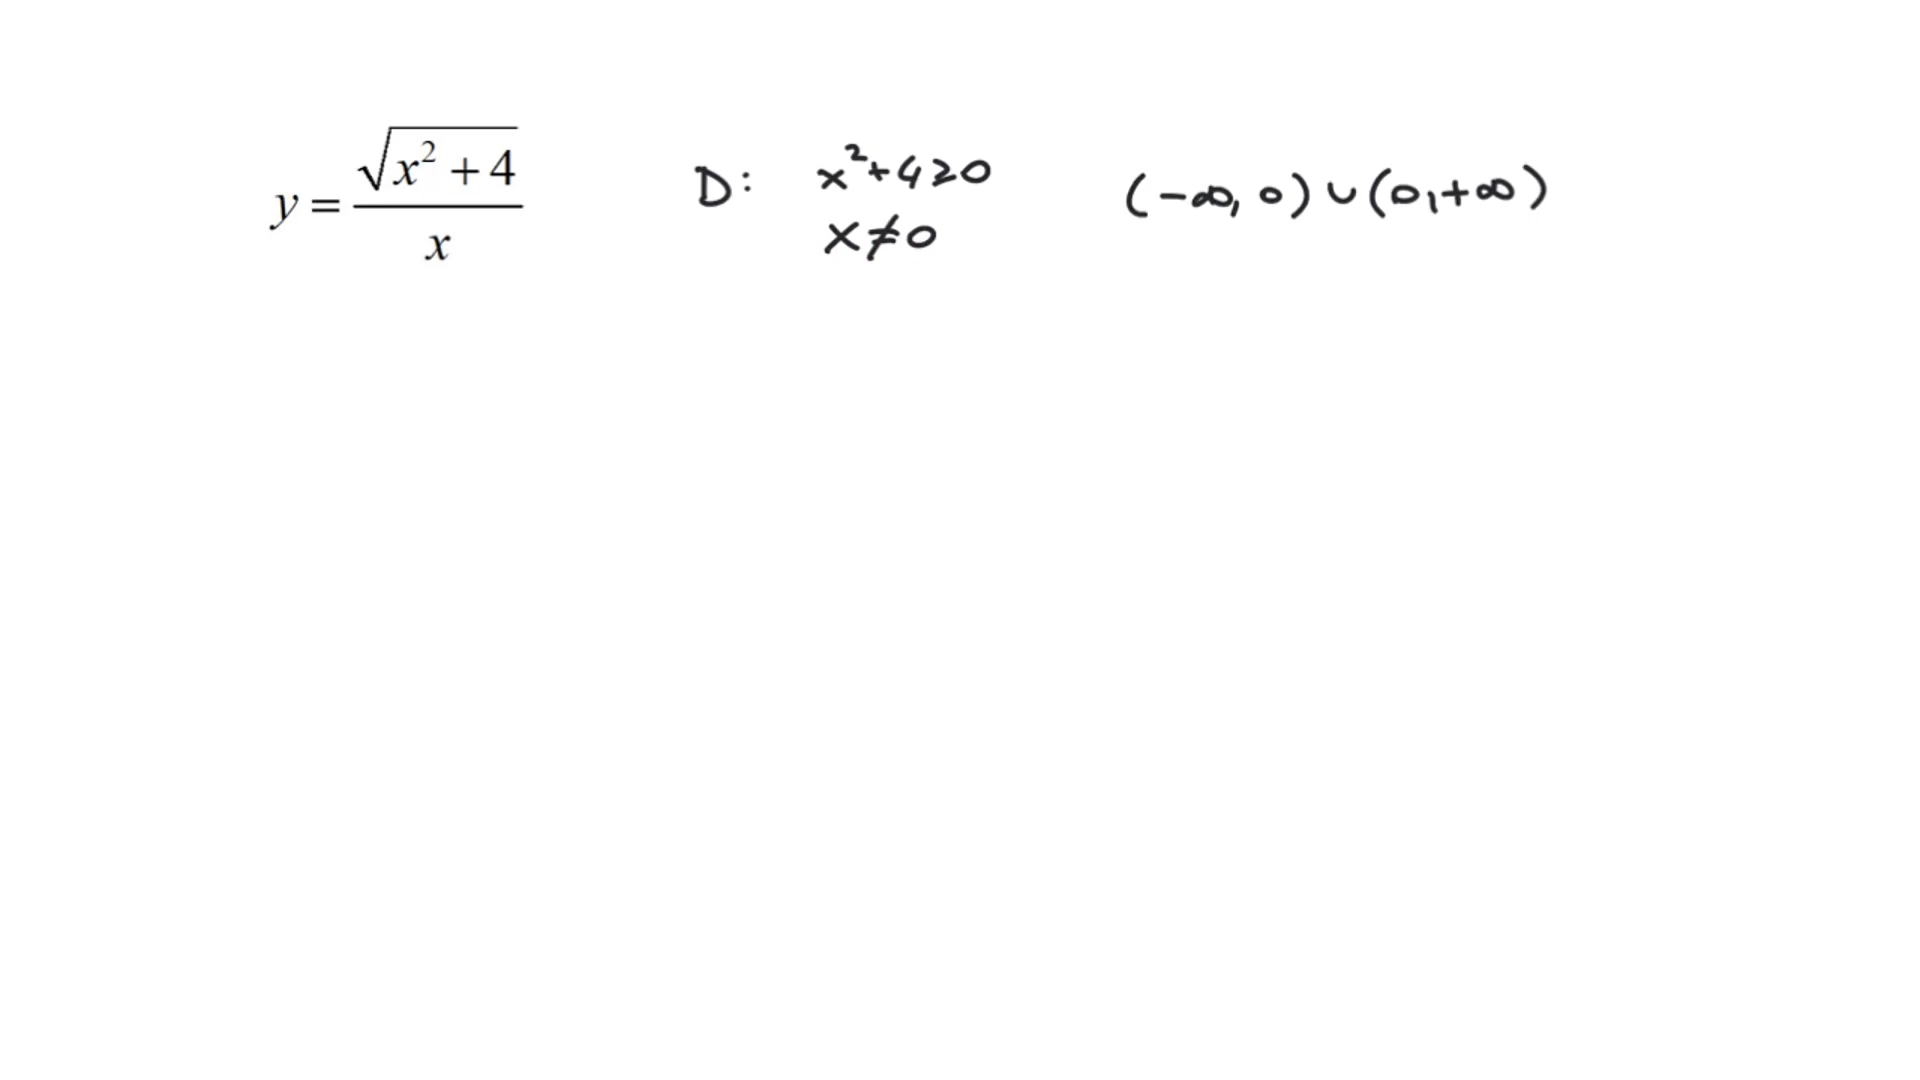 y = √(x² + 4) / x
D: x² + 4 ≥ 0
x ≠ 0
(-∞, 0) ∪ (0, +∞)